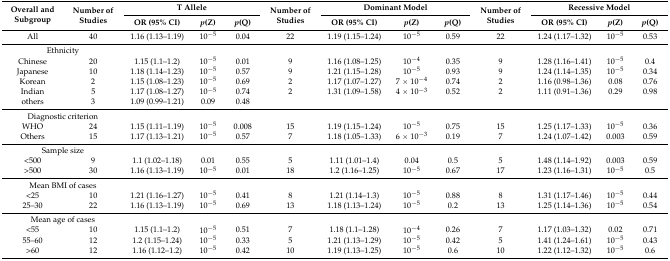 Overall and Subgroup Number of Studies T Allele Number of Studies Dominant Model Number of Studies Recessive Model
OR (95% CI) p(Z) p(Q) OR (95% CI) p(Z) p(Q) OR (95% CI) p(Z) p(Q)
All 40 1.16 (1.13–1.19) 10⁻⁵ 0.04 22 1.19 (1.15–1.24) 10⁻⁵ 0.59 22 1.24 (1.17–1.32) 10⁻⁵ 0.53
Ethnicity
Chinese 20 1.15 (1.1–1.2) 10⁻⁵ 0.01 9 1.16 (1.08–1.25) 10⁻⁴ 0.35 9 1.28 (1.16–1.41) 10⁻⁵ 0.4
Japanese 10 1.18 (1.14–1.23) 10⁻⁵ 0.57 9 1.21 (1.15–1.28) 10⁻⁵ 0.93 9 1.24 (1.14–1.35) 10⁻⁵ 0.34
Korean 2 1.15 (1.08–1.23) 10⁻⁵ 0.69 2 1.17 (1.07–1.27) 7 × 10⁻⁴ 0.74 2 1.16 (0.98–1.36) 0.08 0.76
Indian 5 1.17 (1.08–1.27) 10⁻⁵ 0.74 2 1.31 (1.09–1.58) 4 × 10⁻³ 0.52 2 1.11 (0.91–1.36) 0.29 0.98
others 3 1.09 (0.99–1.21) 0.09 0.48
Diagnostic criterion
WHO 24 1.15 (1.11–1.19) 10⁻⁵ 0.008 15 1.19 (1.15–1.24) 10⁻⁵ 0.75 15 1.25 (1.17–1.33) 10⁻⁵ 0.36
Others 15 1.17 (1.13–1.21) 10⁻⁵ 0.57 7 1.18 (1.05–1.33) 6 × 10⁻³ 0.19 7 1.24 (1.07–1.42) 0.003 0.59
Sample size
<500 9 1.1 (1.02–1.18) 0.01 0.55 5 1.11 (1.01–1.4) 0.04 0.5 5 1.48 (1.14–1.92) 0.003 0.59
>500 30 1.16 (1.13–1.19) 10⁻⁵ 0.01 18 1.2 (1.16–1.25) 10⁻⁵ 0.67 17 1.23 (1.16–1.31) 10⁻⁵ 0.5
Mean BMI of cases
<25 10 1.21 (1.16–1.27) 10⁻⁵ 0.41 8 1.21 (1.14–1.3) 10⁻⁵ 0.88 8 1.31 (1.17–1.46) 10⁻⁵ 0.44
25–30 22 1.16 (1.13–1.19) 10⁻⁵ 0.69 13 1.18 (1.13–1.24) 10⁻⁵ 0.2 13 1.25 (1.14–1.36) 10⁻⁵ 0.54
Mean age of cases
<55 10 1.15 (1.1–1.2) 10⁻⁵ 0.51 7 1.18 (1.1–1.28) 10⁻⁴ 0.26 7 1.17 (1.03–1.32) 0.02 0.71
55–60 12 1.2 (1.15–1.24) 10⁻⁵ 0.33 5 1.21 (1.13–1.29) 10⁻⁵ 0.42 5 1.41 (1.24–1.61) 10⁻⁵ 0.43
>60 12 1.16 (1.12–1.2) 10⁻⁵ 0.42 10 1.19 (1.13–1.25) 10⁻⁵ 0.6 10 1.22 (1.12–1.32) 10⁻⁵ 0.6